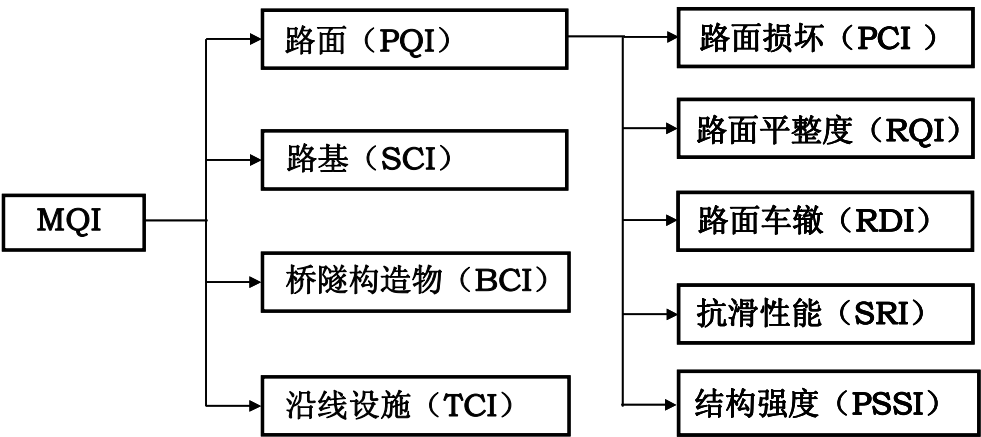 MQI
路面（PQI）
路基（SCI）
桥隧构造物（BCI）
沿线设施（TCI）
路面损坏（PCI ）
路面平整度（RQI）
路面车辙（RDI）
抗滑性能（SRI）
结构强度（PSSI）